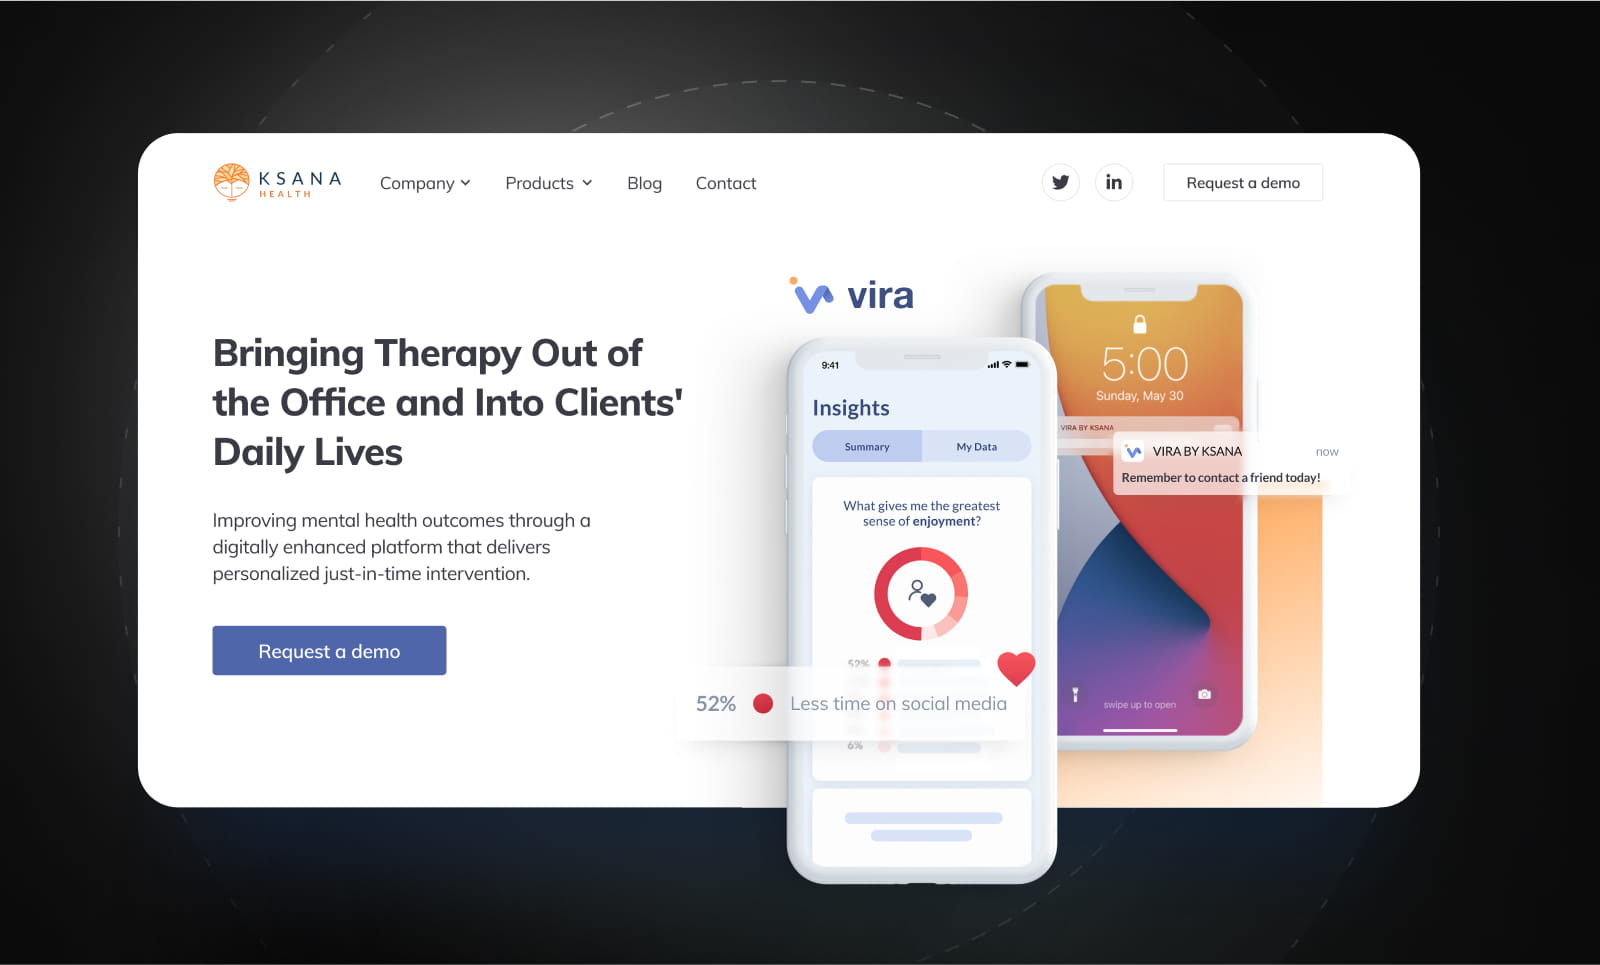 KSANA
HEALTH
Company
Products
Blog
Contact
Request a demo
vira
Bringing Therapy Out of
the Office and Into Clients'
Daily Lives
Improving mental health outcomes through a
digitally enhanced platform that delivers
personalized just-in-time intervention.
Request a demo
9:41
Insights
Summary
My Data
What gives me the greatest
sense of enjoyment?
52%
52%
Less time on social media
6%
5:00
Sunday, May 30
VIRA BY KSANA
VIRA BY KSANA
now
Remember to contact a friend today!
swipe up to open